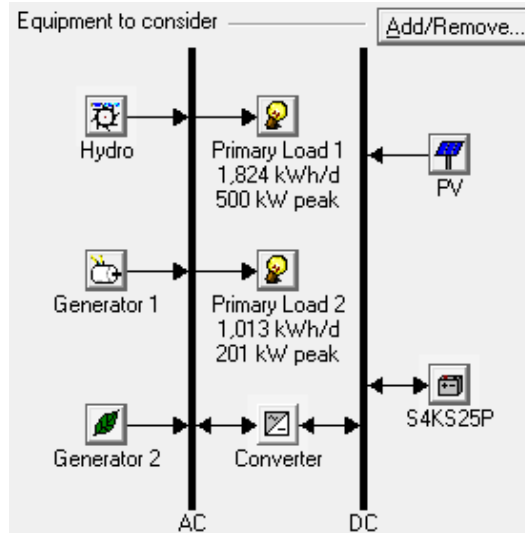 Equipment to consider
Add/Remove...
Hydro
Primary Load 1
1,824 kWh/d
500 kW peak
PV
Generator 1
Primary Load 2
1,013 kWh/d
201 kW peak
S4KS25P
Generator 2
Converter
AC
DC